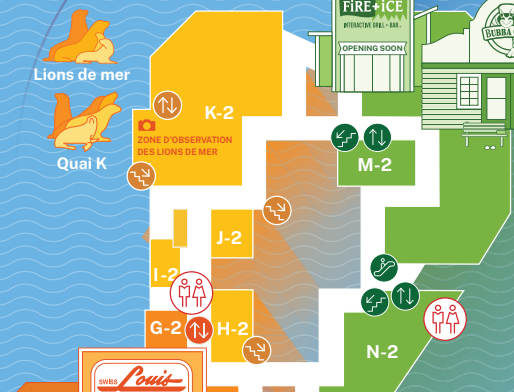 FiRE+iCE
INTERACTIVE GRILL + BAR
OPENING SOON
BUBBA
Lions de mer
K-2
ZONE D'OBSERVATION
DES LIONS DE MER
Quai K
M-2
J-2
I-2
G-2
H-2
N-2
SWISS Louis